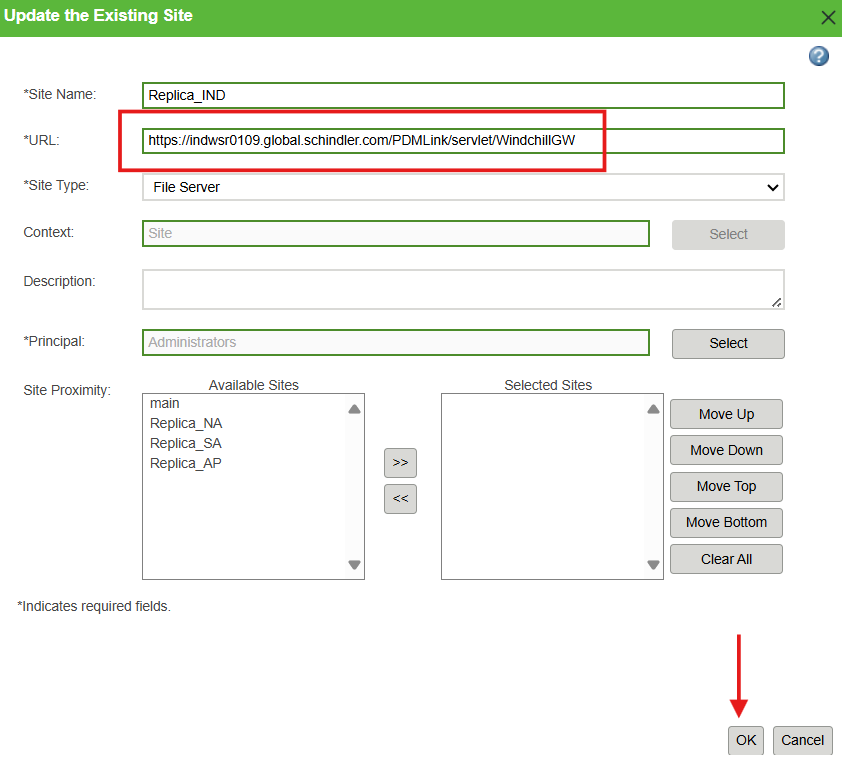 Update the Existing Site
*Site Name:
Replica_IND
*URL:
https://indwsr0109.global.schindler.com/PDMLink/servlet/WindchillGW
*Site Type:
File Server
Context:
Site
Select
Description:
*Principal:
Administrators
Select
Site Proximity:
Available Sites
Selected Sites
main
Replica_NA
Replica_SA
Replica_AP
>>
<<
Move Up
Move Down
Move Top
Move Bottom
Clear All
*Indicates required fields.
OK
Cancel